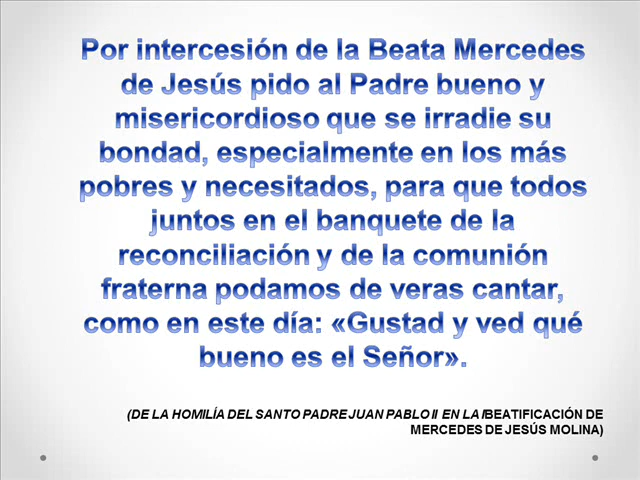 Por intercesión de la Beata Mercedes
de Jesús pido al Padre bueno y
misericordioso que se irradie su
bondad, especialmente en los más
pobres y necesitados, para que todos
juntos en el banquete de la
reconciliación y de la comunión
fraterna podamos de veras cantar,
como en este día: «Gustad y ved qué
bueno es el Señor».
(DE LA HOMILÍA DEL SANTO PADRE JUAN PABLO II EN LA IBEATIFICACIÓN DE
MERCEDES DE JESÚS MOLINA)